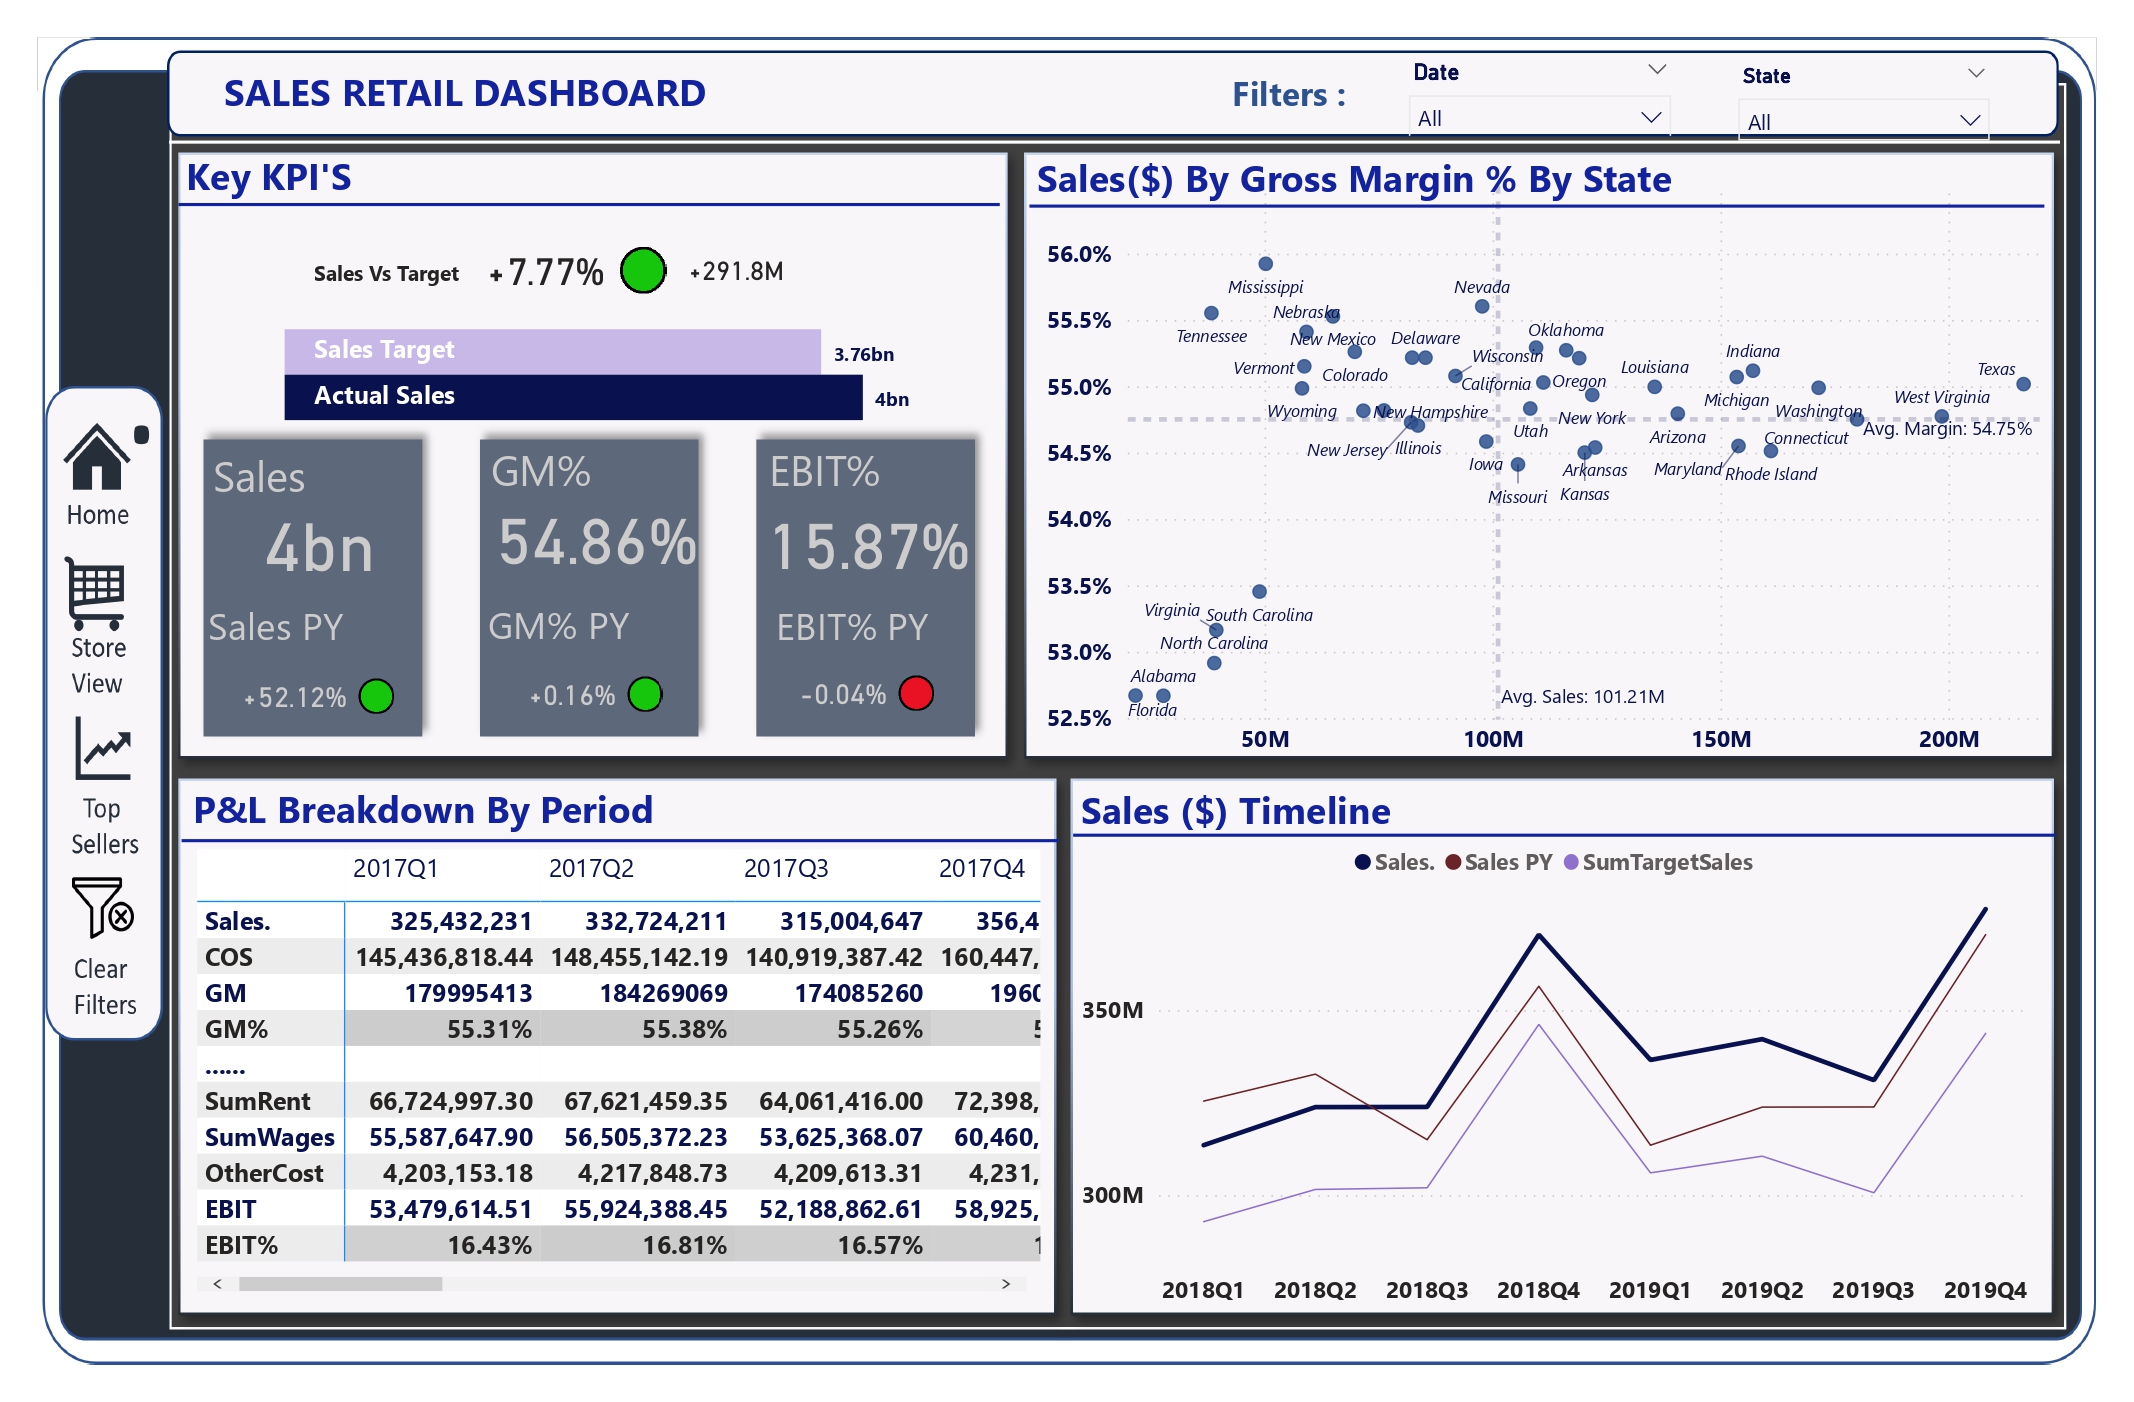 SALES RETAIL DASHBOARD
Filters :
Date
All
State
All
Home
Store
View
Top
Sellers
Clear
Filters
Key KPI'S
Sales Vs Target +7.77% +291.8M
Sales Target 3.76bn
Actual Sales 4bn
Sales
4bn
Sales PY
+52.12%
GM%
54.86%
GM% PY
+0.16%
EBIT%
15.87%
EBIT% PY
-0.04%
Sales($) By Gross Margin % By State
56.0%
55.5%
55.0%
54.5%
54.0%
53.5%
53.0%
52.5%
Mississippi
Nevada
Nebraska
Tennessee
New Mexico
Delaware
Oklahoma
Wisconsin
Indiana
Vermont
Colorado
California
Oregon
Louisiana
Texas
Wyoming
New Hampshire
New York
Michigan
Washington
West Virginia
Avg. Margin: 54.75%
Utah
Arizona
Connecticut
New Jersey
Illinois
Iowa
Arkansas
Maryland
Rhode Island
Missouri
Kansas
Virginia
South Carolina
North Carolina
Alabama
Florida
Avg. Sales: 101.21M
50M 100M 150M 200M
P&L Breakdown By Period
2017Q1 2017Q2 2017Q3 2017Q4
Sales. 325,432,231 332,724,211 315,004,647 356,4
COS 145,436,818.44 148,455,142.19 140,919,387.42 160,447,
GM 179995413 184269069 174085260 1960
GM% 55.31% 55.38% 55.26% 5
......
SumRent 66,724,997.30 67,621,459.35 64,061,416.00 72,398,
SumWages 55,587,647.90 56,505,372.23 53,625,368.07 60,460,
OtherCost 4,203,153.18 4,217,848.73 4,209,613.31 4,231,
EBIT 53,479,614.51 55,924,388.45 52,188,862.61 58,925,
EBIT% 16.43% 16.81% 16.57% 1
Sales ($) Timeline
Sales. Sales PY SumTargetSales
350M
300M
2018Q1 2018Q2 2018Q3 2018Q4 2019Q1 2019Q2 2019Q3 2019Q4